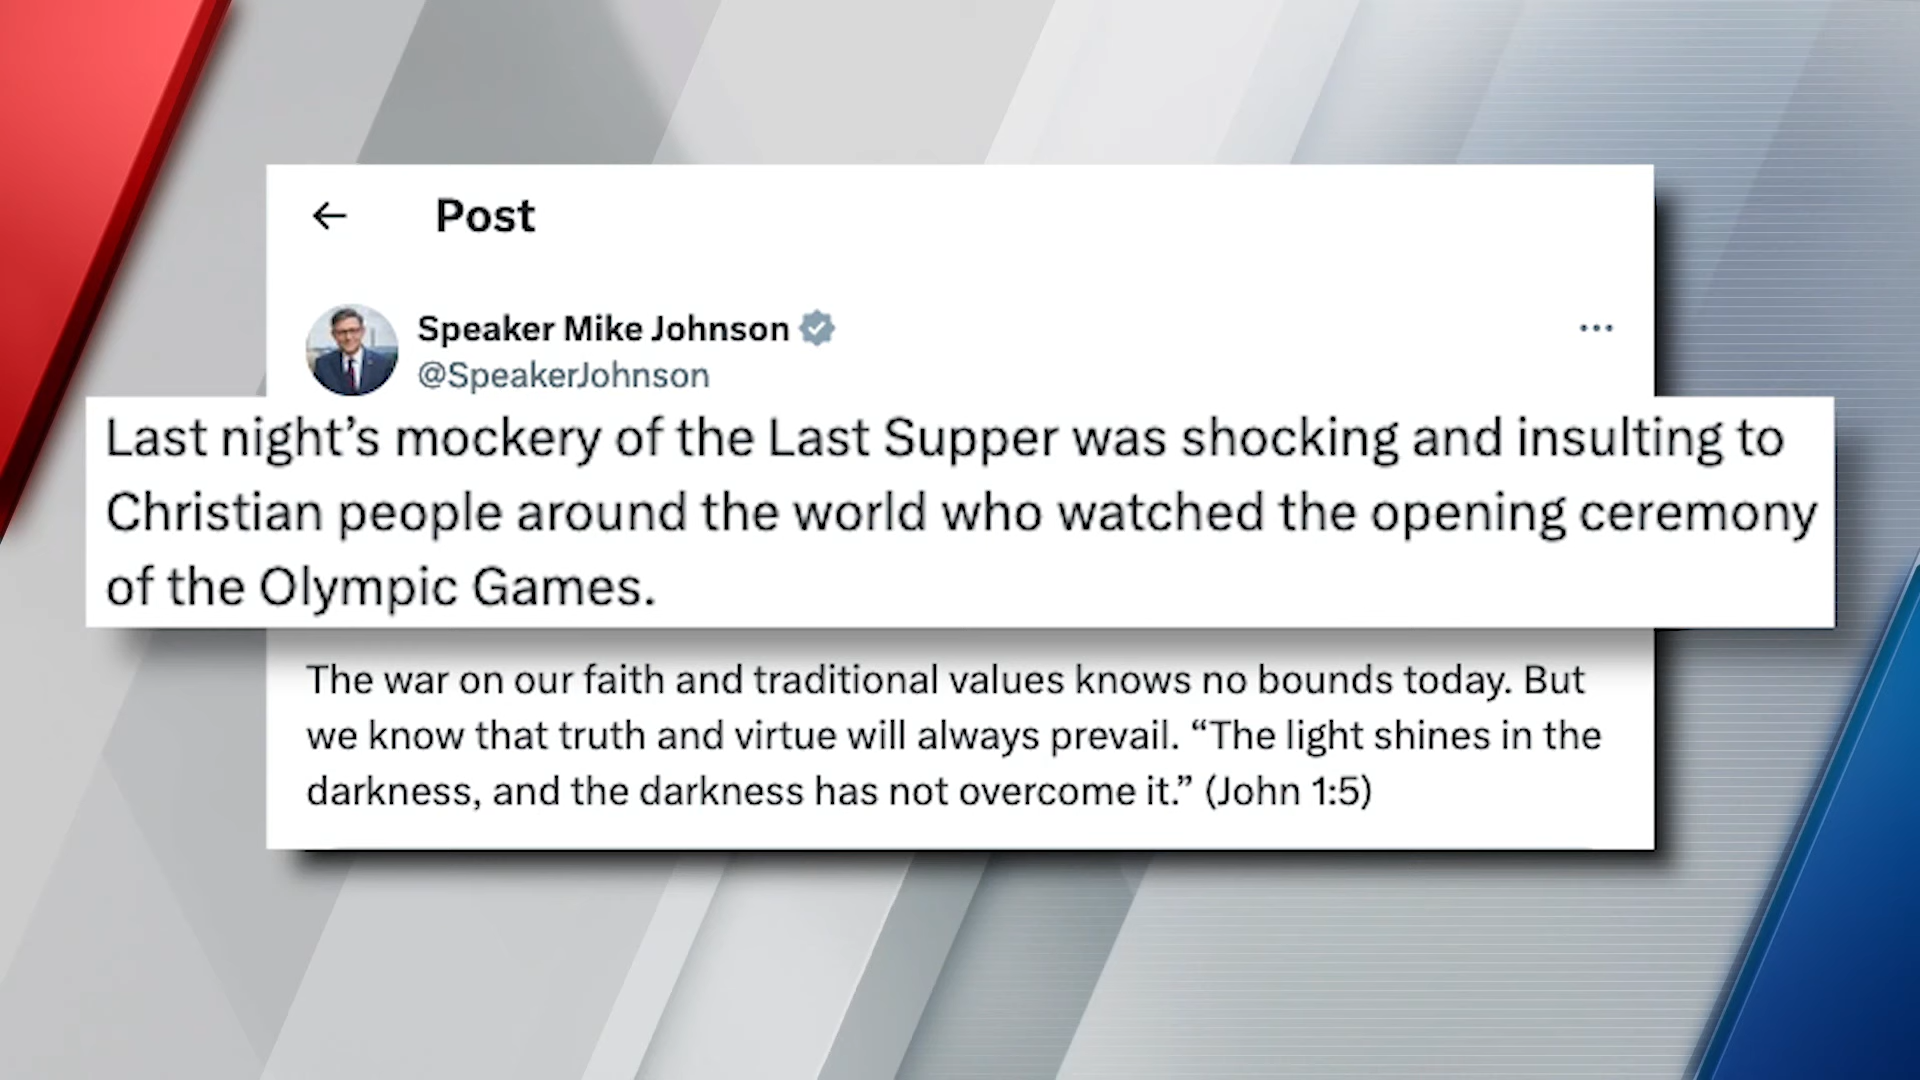 Post
Speaker Mike Johnson
@SpeakerJohnson
Last night’s mockery of the Last Supper was shocking and insulting to
Christian people around the world who watched the opening ceremony
of the Olympic Games.
The war on our faith and traditional values knows no bounds today. But
we know that truth and virtue will always prevail. “The light shines in the
darkness, and the darkness has not overcome it.” (John 1:5)